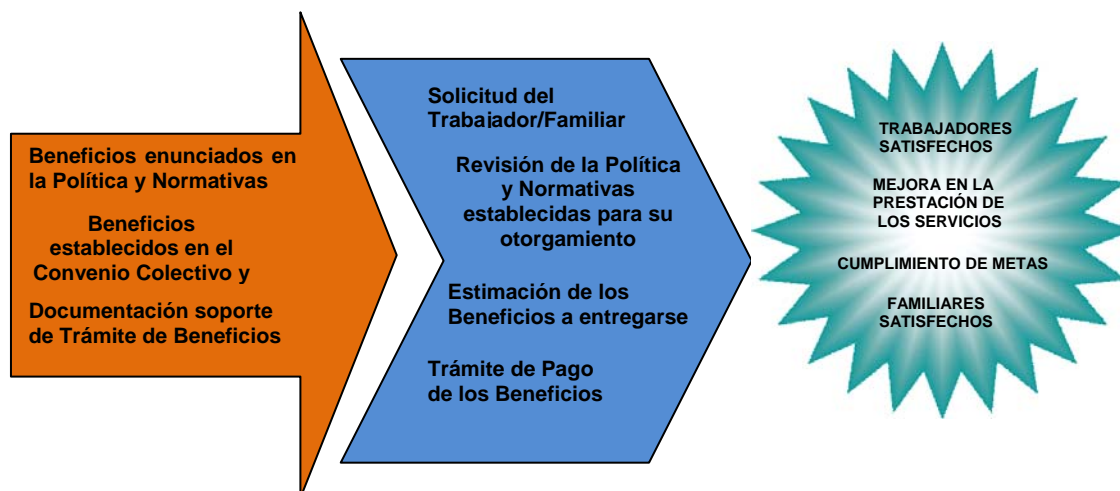 Beneficios enunciados en
la Política y Normativas
Beneficios
establecidos en el
Convenio Colectivo y
Documentación soporte
de Trámite de Beneficios
Solicitud del
Trabajador/Familiar
Revisión de la Política
y Normativas
establecidas para su
otorgamiento
Estimación de los
Beneficios a entregarse
Trámite de Pago
de los Beneficios
TRABAJADORES
SATISFECHOS
MEJORA EN LA
PRESTACIÓN DE
LOS SERVICIOS
CUMPLIMIENTO DE METAS
FAMILIARES
SATISFECHOS